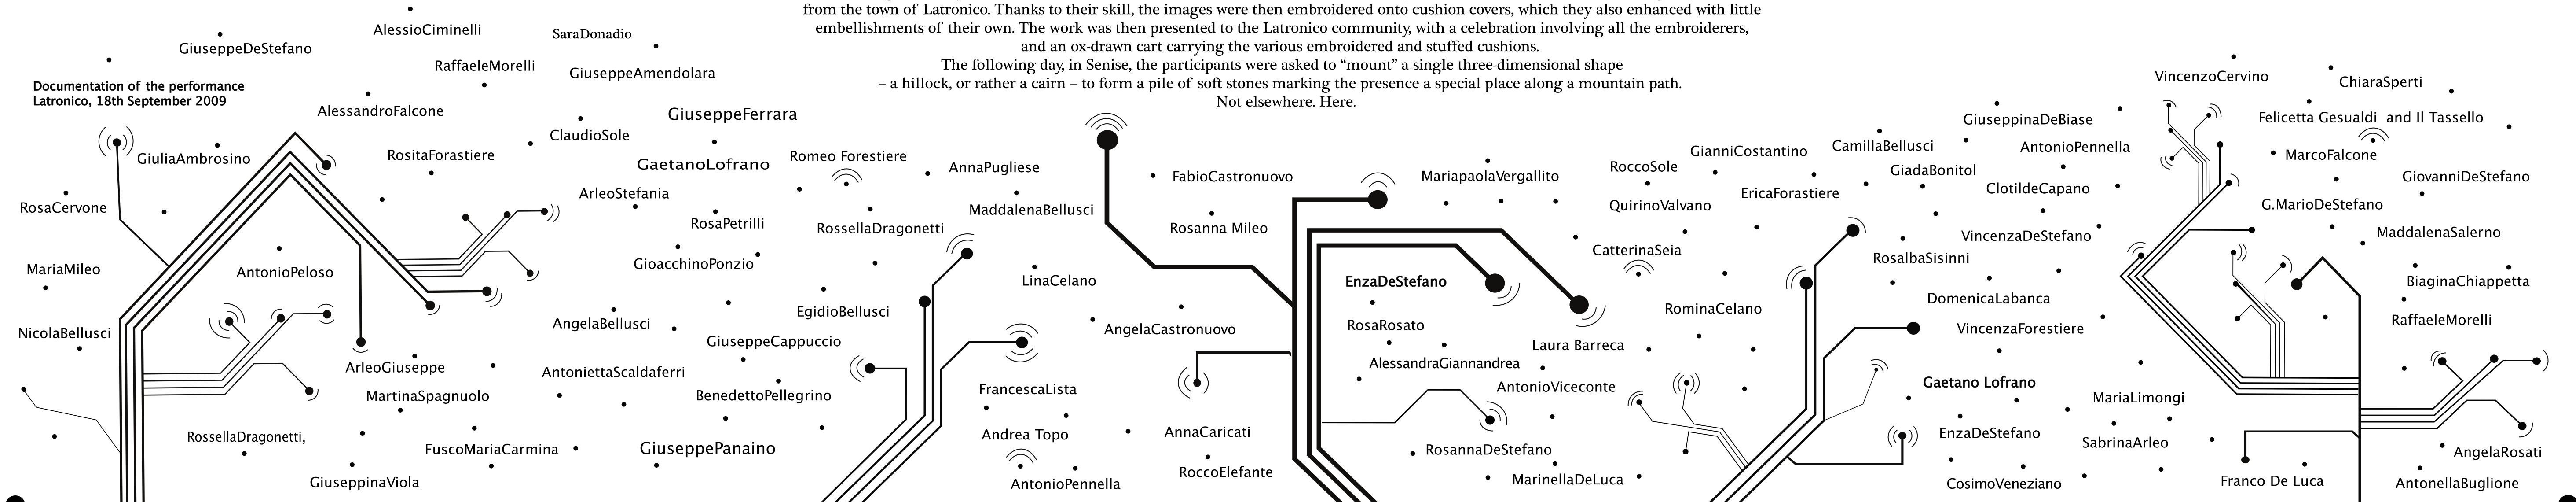 from the town of Latronico. Thanks to their skill, the images were then embroidered onto cushion covers, which they also enhanced with little
embellishments of their own. The work was then presented to the Latronico community, with a celebration involving all the embroiderers,
and an ox-drawn cart carrying the various embroidered and stuffed cushions.
The following day, in Senise, the participants were asked to “mount” a single three-dimensional shape
– a hillock, or rather a cairn – to form a pile of soft stones marking the presence a special place along a mountain path.
Not elsewhere. Here.
Documentation of the performance
Latronico, 18th September 2009
AlessioCiminelli
SaraDonadio
GiuseppeDeStefano
RaffaeleMorelli
GiuseppeAmendolara
AlessandroFalcone
GiuseppeFerrara
ClaudioSole
GiuliaAmbrosino
RositaForastiere
GaetanoLofrano
Romeo Forestiere
AnnaPugliese
ArleoStefania
RosaCervone
MaddalenaBellusci
RosaPetrilli
RossellaDragonetti
GioacchinoPonzio
MariaMileo
AntonioPeloso
LinaCelano
EgidioBellusci
AngelaBellusci
NicolaBellusci
GiuseppeCappuccio
ArleoGiuseppe
AntoniettaScaldaferri
MartinaSpagnuolo
BenedettoPellegrino
FrancescaLista
RossellaDragonetti,
Andrea Topo
FuscoMariaCarmina
GiuseppePanaino
GiuseppinaViola
AntonioPennella
FabioCastronuovo
MariapaolaVergallito
Rosanna Mileo
EnzaDeStefano
AngelaCastronuovo
RosaRosato
Laura Barreca
AlessandraGiannandrea
AntonioViceconte
AnnaCaricati
RosannaDeStefano
RoccoElefante
MarinellaDeLuca
VincenzoCervino
ChiaraSperti
GiuseppinaDeBiase
Felicetta Gesualdi and Il Tassello
CamillaBellusci
AntonioPennella
GianniCostantino
MarcoFalcone
RoccoSole
GiadaBonitol
GiovanniDeStefano
ClotildeCapano
EricaForastiere
QuirinoValvano
G.MarioDeStefano
MaddalenaSalerno
VincenzaDeStefano
CatterinaSeia
RosalbaSisinni
BiaginaChiappetta
DomenicaLabanca
RominaCelano
RaffaeleMorelli
VincenzaForestiere
Gaetano Lofrano
MariaLimongi
EnzaDeStefano
SabrinaArleo
AngelaRosati
CosimoVeneziano
Franco De Luca
AntonellaBuglione